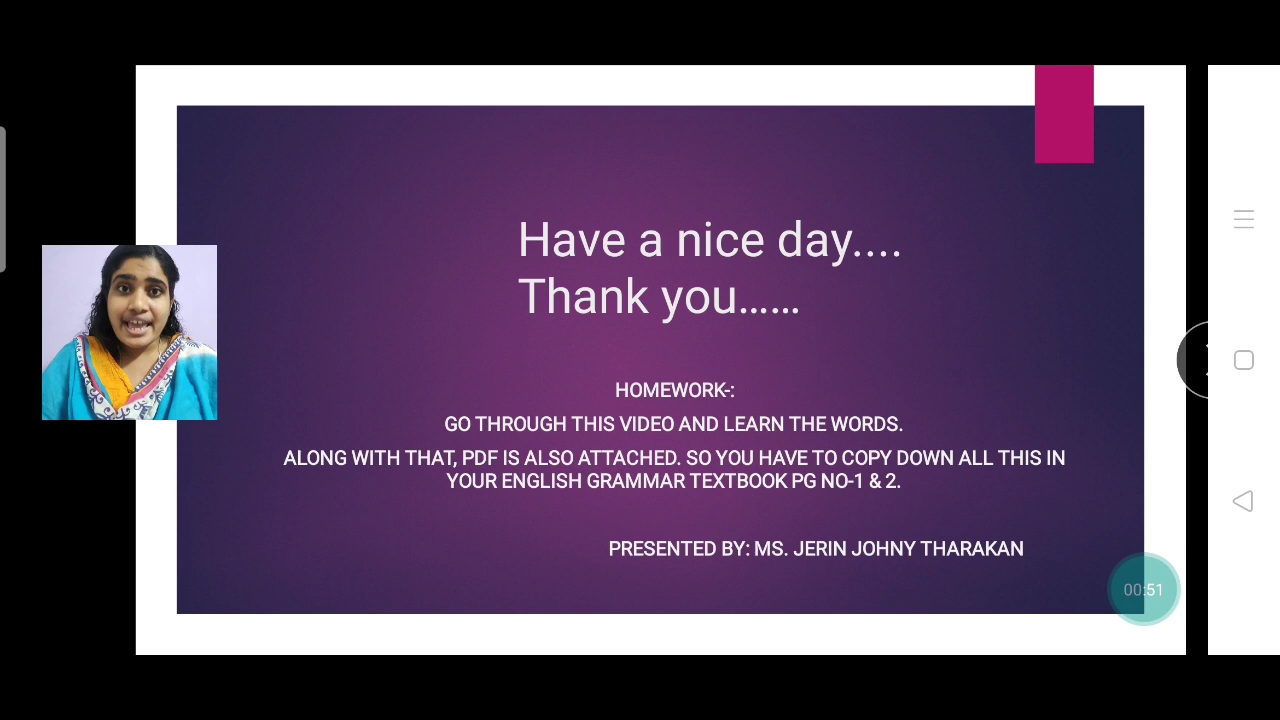 Have a nice day....
Thank you......
HOMEWORK-:
GO THROUGH THIS VIDEO AND LEARN THE WORDS.
ALONG WITH THAT, PDF IS ALSO ATTACHED. SO YOU HAVE TO COPY DOWN ALL THIS IN
YOUR ENGLISH GRAMMAR TEXTBOOK PG NO-1 & 2.
PRESENTED BY: MS. JERIN JOHNY THARAKAN
00:51